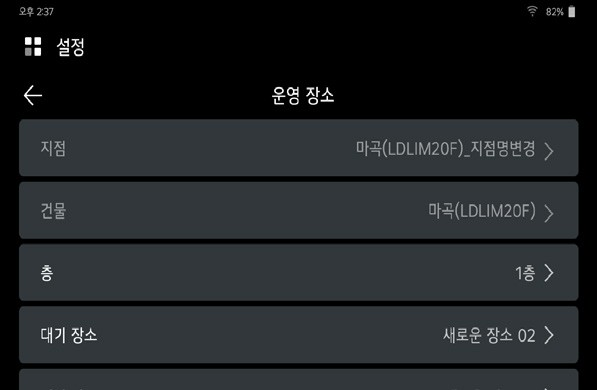 오후 2:37 82%
설정
운영 장소
지점 마곡(LDLIM20F)_지점명변경
건물 마곡(LDLIM20F)
층 1층
대기 장소 새로운 장소 02